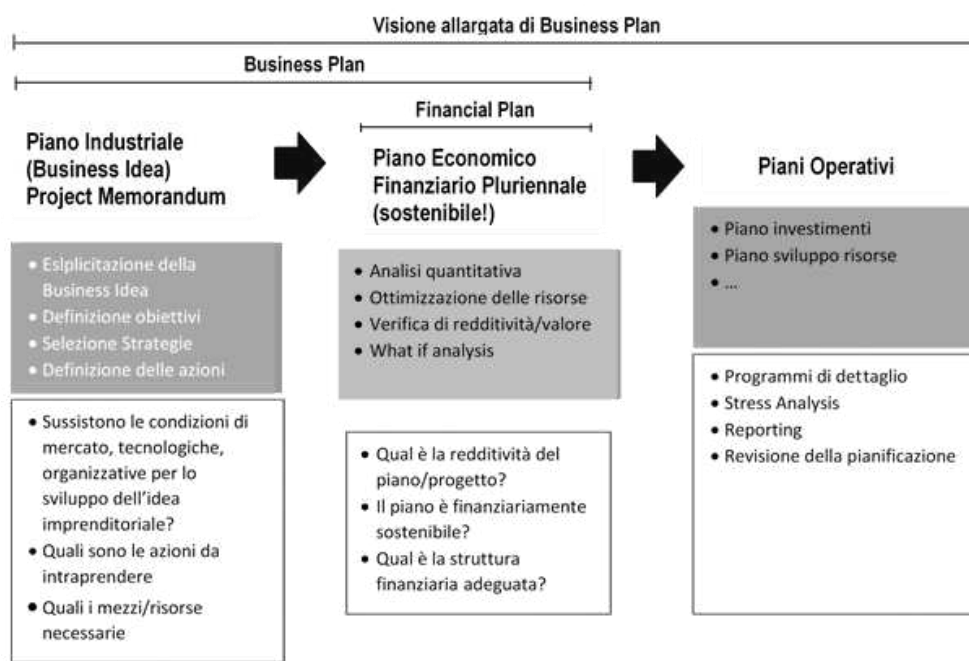 Visione allargata di Business Plan
Business Plan
Financial Plan
Piano Industriale
(Business Idea)
Project Memorandum
Piano Economico
Finanziario Pluriennale
(sostenibile!)
Piani Operativi
• Eslplicitazione della
Business Idea
• Definizione obiettivi
• Selezione Strategie
• Definizione delle azioni
• Analisi quantitativa
• Ottimizzazione delle risorse
• Verifica di redditività/valore
• What if analysis
• Piano investimenti
• Piano sviluppo risorse
• ...
• Sussistono le condizioni di
mercato, tecnologiche,
organizzative per lo
sviluppo dell'idea
imprenditoriale?
• Quali sono le azioni da
intraprendere
• Quali i mezzi/risorse
necessarie
• Qual è la redditività del
piano/progetto?
• Il piano è finanziariamente
sostenibile?
• Qual è la struttura
finanziaria adeguata?
• Programmi di dettaglio
• Stress Analysis
• Reporting
• Revisione della pianificazione